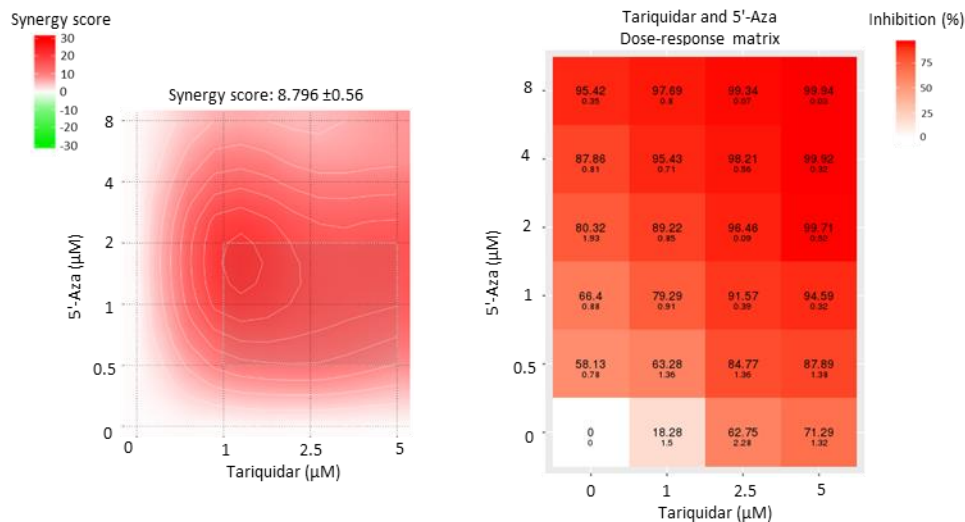 Synergy score
30
20
10
0
-10
-20
-30
Synergy score: 8.796 ±0.56
8
4
2
1
0.5
0
5'-Aza (µM)
0 1 2.5 5
Tariquidar (µM)
Tariquidar and 5'-Aza
Dose-response matrix
Inhibition (%)
75
50
25
0
8
4
2
1
0.5
0
5'-Aza (µM)
95.42 97.69 99.34 99.94
0.35 0.8 0.07
87.86 95.43 98.21 99.92
0.81 0.71 0.02
80.32 89.22 96.46 99.71
1.93 0.85 0.09 0.02
66.4 79.29 91.57 94.59
0.88 0.91 0.39 0.32
58.13 63.28 84.77 87.89
0.78 1.36 1.36 1.38
0 18.28 62.75 71.29
0 1.5 2.28 1.32
0 1 2.5 5
Tariquidar (µM)